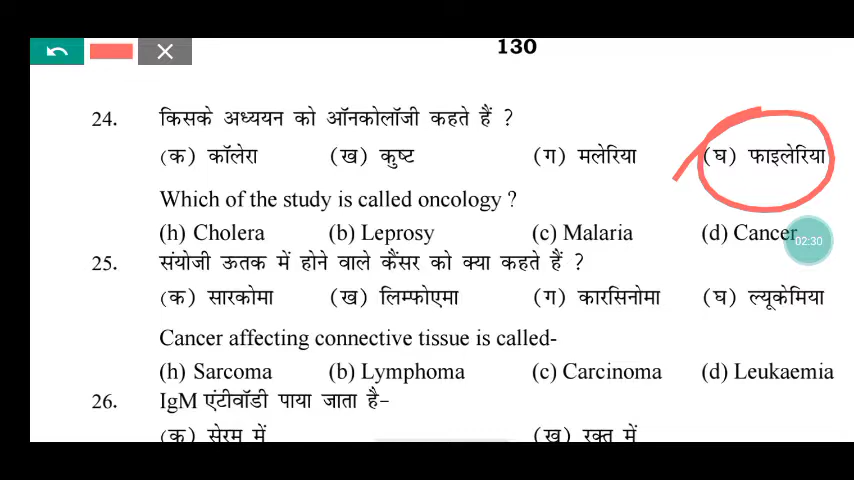 130
24. किसके अध्ययन को ऑनकोलॉजी कहते हैं ?
(क) कॉलेरा (ख) कुष्ट (ग) मलेरिया (घ) फाइलेरिया
Which of the study is called oncology ?
(h) Cholera (b) Leprosy (c) Malaria (d) Cancer
02:30
25. संयोजी ऊतक में होने वाले कैंसर को क्या कहते हैं ?
(क) सारकोमा (ख) लिम्फोएमा (ग) कारसिनोमा (घ) ल्यूकेमिया
Cancer affecting connective tissue is called-
(h) Sarcoma (b) Lymphoma (c) Carcinoma (d) Leukaemia
26. IgM एंटीवॉडी पाया जाता है-
(क) सेरम में (ख) रक्त में